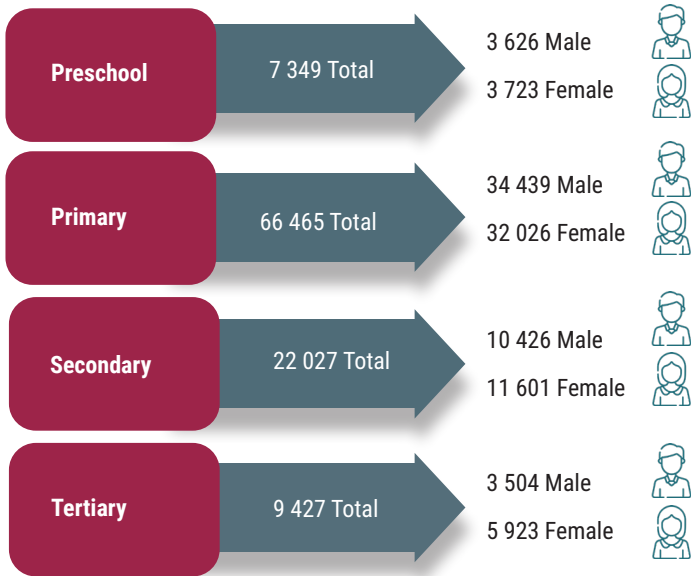 Preschool
7 349 Total
3 626 Male
3 723 Female
Primary
66 465 Total
34 439 Male
32 026 Female
Secondary
22 027 Total
10 426 Male
11 601 Female
Tertiary
9 427 Total
3 504 Male
5 923 Female